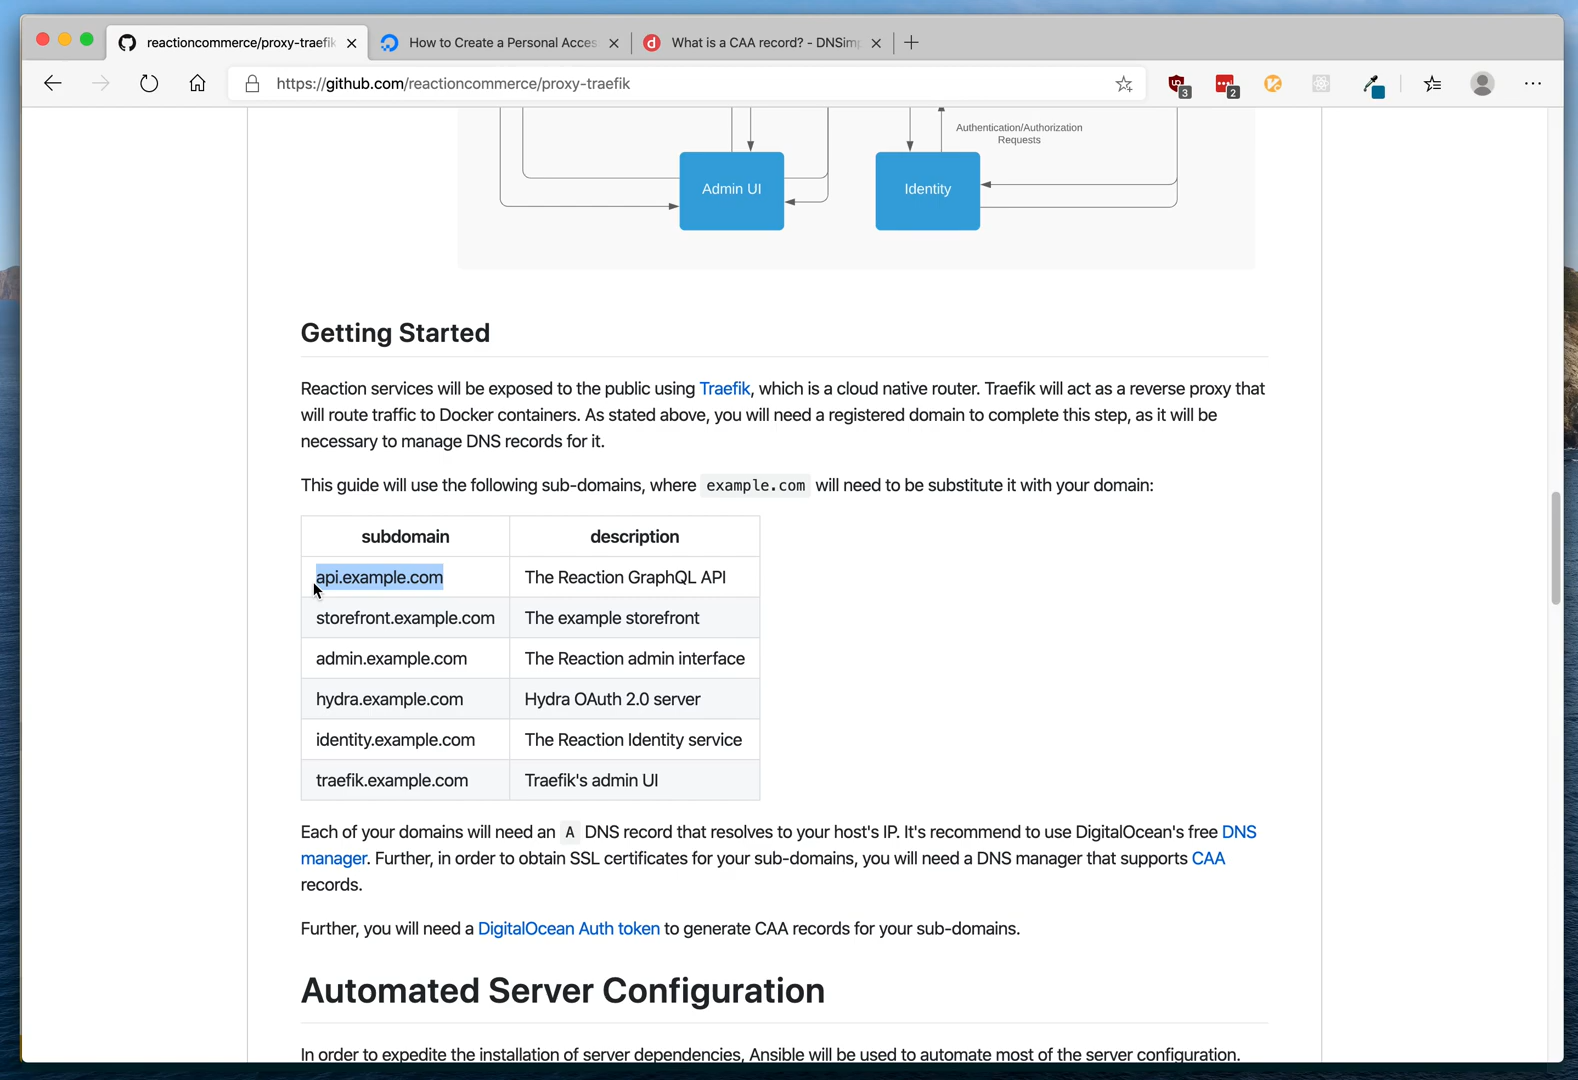 reactioncommerce/proxy-traefik
How to Create a Personal Acces
What is a CAA record? - DNSim
https://github.com/reactioncommerce/proxy-traefik
3
2
Authentication/Authorization
Requests
Admin UI
Identity
Getting Started
Reaction services will be exposed to the public using Traefik, which is a cloud native router. Traefik will act as a reverse proxy that
will route traffic to Docker containers. As stated above, you will need a registered domain to complete this step, as it will be
necessary to manage DNS records for it.
This guide will use the following sub-domains, where example.com will need to be substitute it with your domain:
subdomain description
api.example.com The Reaction GraphQL API
storefront.example.com The example storefront
admin.example.com The Reaction admin interface
hydra.example.com Hydra OAuth 2.0 server
identity.example.com The Reaction Identity service
traefik.example.com Traefik's admin UI
Each of your domains will need an A DNS record that resolves to your host's IP. It's recommend to use DigitalOcean's free DNS
manager. Further, in order to obtain SSL certificates for your sub-domains, you will need a DNS manager that supports CAA
records.
Further, you will need a DigitalOcean Auth token to generate CAA records for your sub-domains.
Automated Server Configuration
In order to expedite the installation of server dependencies, Ansible will be used to automate most of the server configuration.